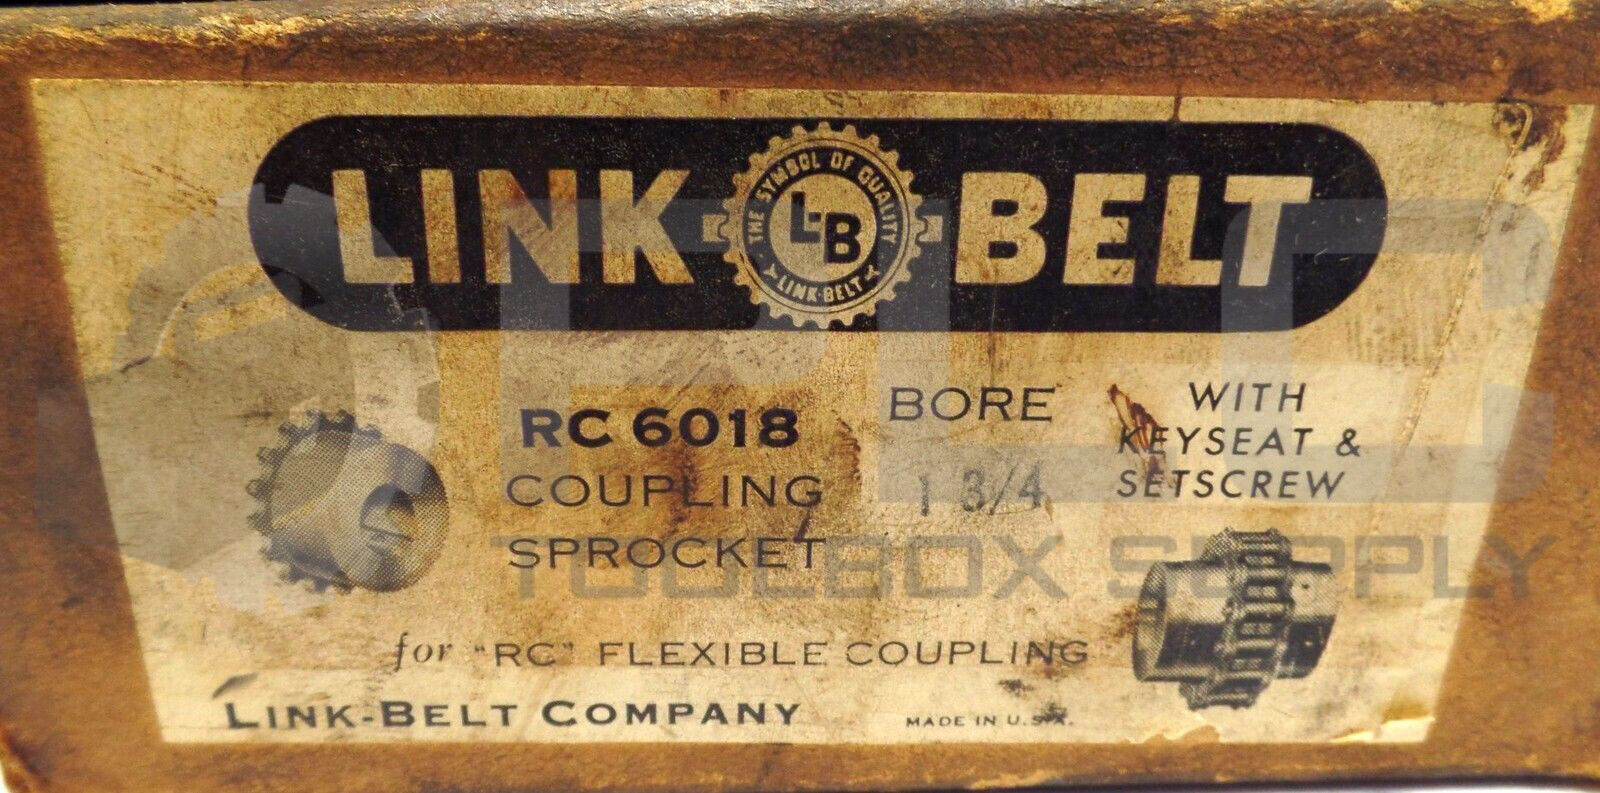 LINK BELT
THE SYMBOL OF QUALITY
L-B
LINK-BELT
RC 6018
COUPLING
SPROCKET
BORE
1 3/4
WITH
KEYSEAT &
SETSCREW
for "RC" FLEXIBLE COUPLING
LINK-BELT COMPANY
MADE IN U.S.A.
PLC
TOOLBOX SUPPLY